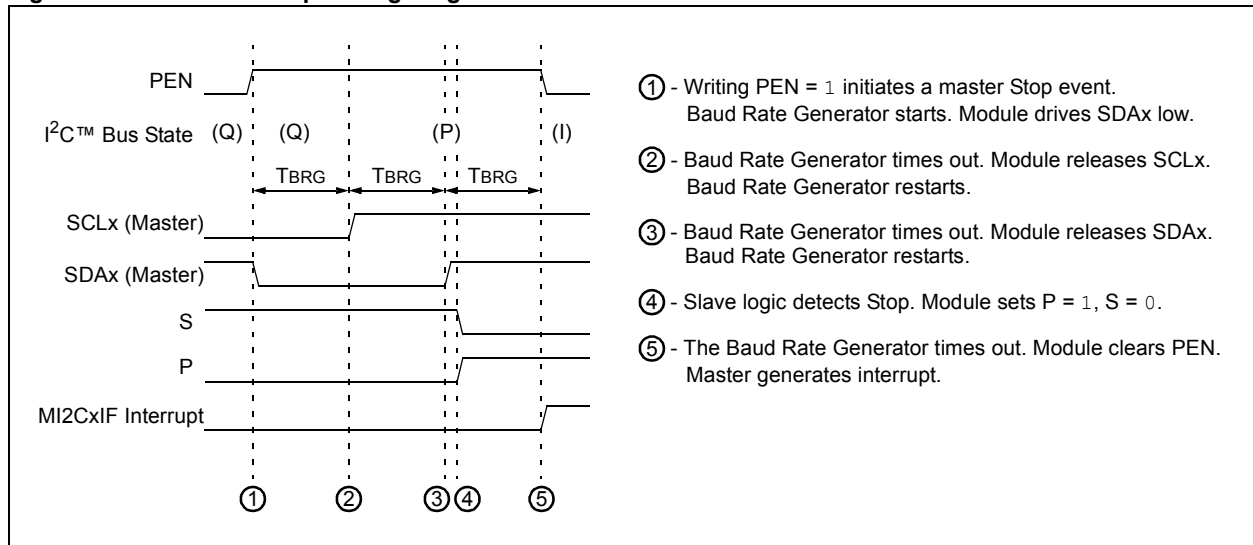 PEN
I2C™ Bus State (Q) (Q) (P) (I)
TBRG TBRG TBRG
SCLx (Master)
SDAx (Master)
S
P
MI2CxIF Interrupt
1 2 3 4 5
1 - Writing PEN = 1 initiates a master Stop event.
Baud Rate Generator starts. Module drives SDAx low.
2 - Baud Rate Generator times out. Module releases SCLx.
Baud Rate Generator restarts.
3 - Baud Rate Generator times out. Module releases SDAx.
Baud Rate Generator restarts.
4 - Slave logic detects Stop. Module sets P = 1, S = 0.
5 - The Baud Rate Generator times out. Module clears PEN.
Master generates interrupt.